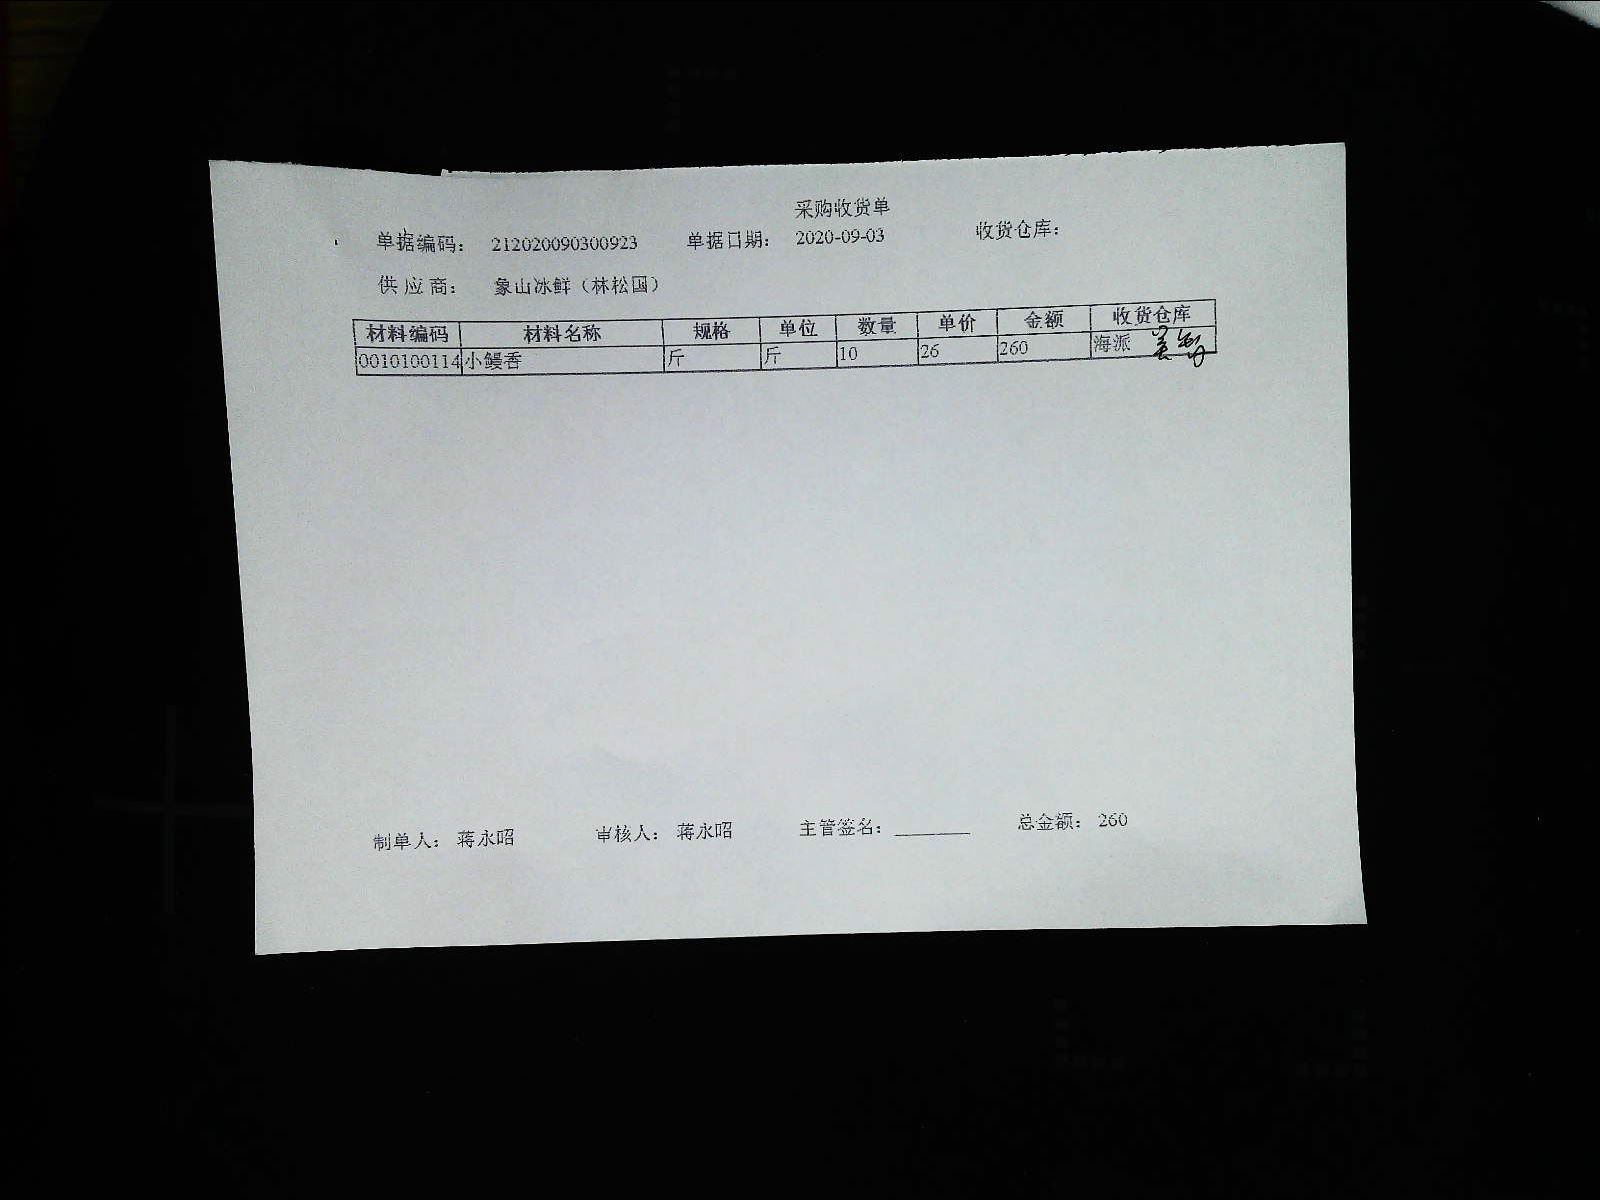 采购收货单
单据编码： 212020090300923 单据日期： 2020-09-03 收货仓库：
供应商： 象山冰鲜（林松国）
材料编码 材料名称 规格 单位 数量 单价 金额 收货仓库
0010100114 小鳗香 斤 斤 10 26 260 海派
制单人： 蒋永昭 审核人： 蒋永昭 主管签名： 总金额： 260